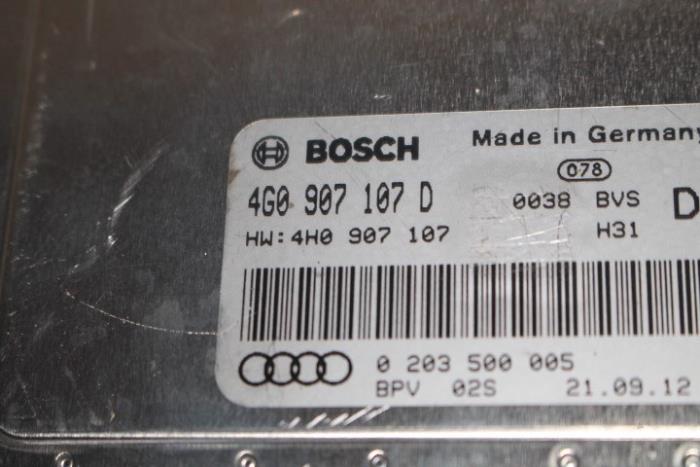 BOSCH Made in Germany
078
4G0 907 107 D 0038 BVS D
HW:4H0 907 107 H31
0 203 500 005
BPV 02S 21.09.12